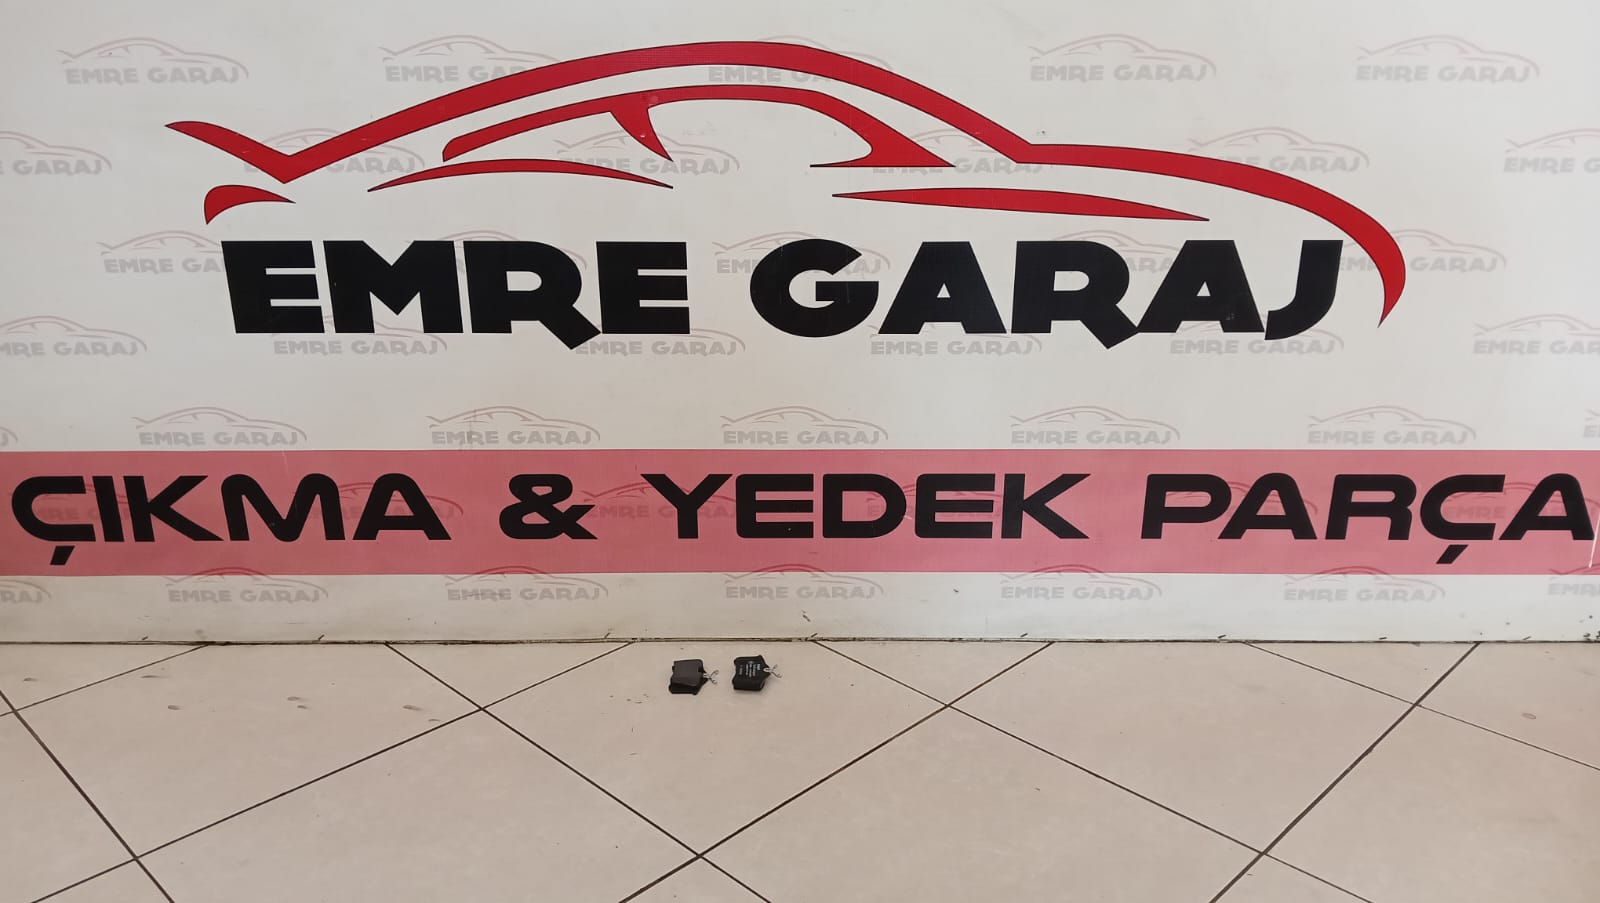 EMRE GARAJ
ÇIKMA & YEDEK PARÇA